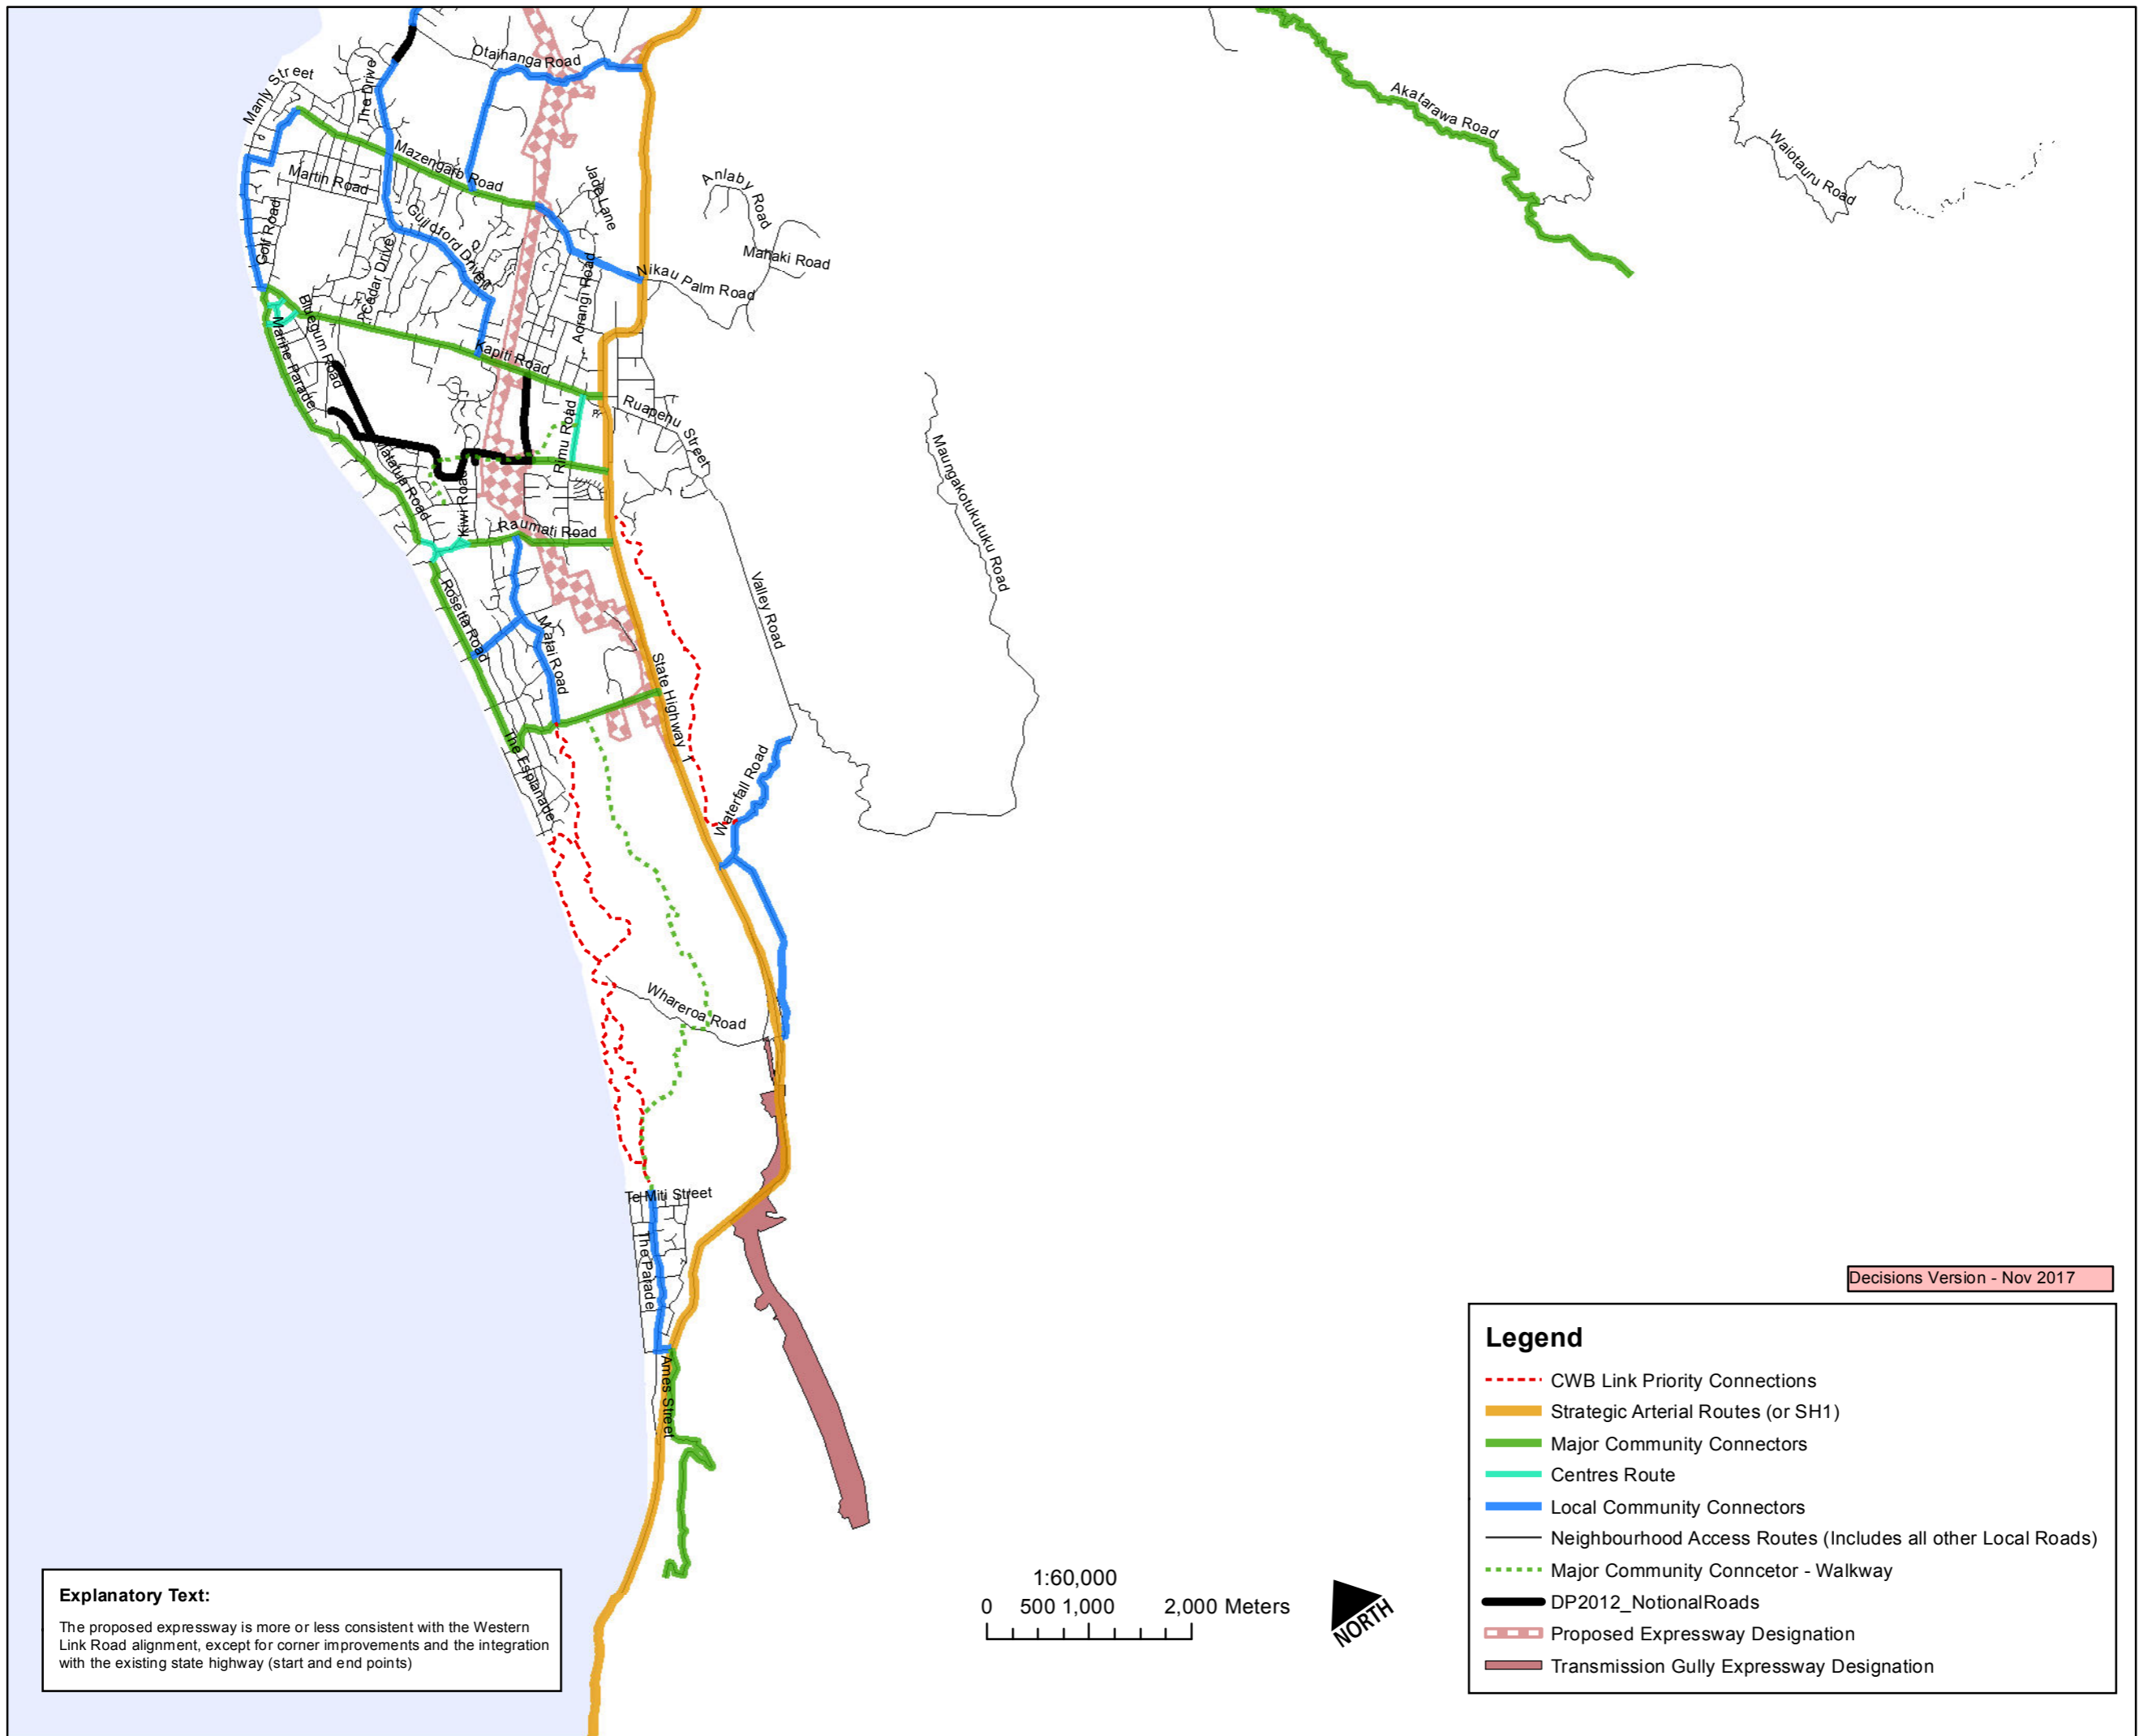 Otaihanga Road
Manly Street
The Drive
Akatarawa Road
Waiotauru Road
Mazengarb Road
Martin Road
Jade Lane
Anlaby Road
Golf Road
Guildford Drive
Cedar Drive
Mahaki Road
Nikau Palm Road
Aorangi Road
Bluegum Road
Marine Parade
Kapiti Road
Rimu Road
Ruapehu Street
Matatua Road
Kiwi Road
Raumati Road
Maungakotukutuku Road
Valley Road
Rosetta Road
Matai Road
State Highway 1
The Esplanade
Waterfall Road
Whareroa Road
Te Miti Street
The Parade
Ames Street
Decisions Version - Nov 2017
Legend
CWB Link Priority Connections
Strategic Arterial Routes (or SH1)
Major Community Connectors
Centres Route
Local Community Connectors
Neighbourhood Access Routes (Includes all other Local Roads)
Major Community Conncetor - Walkway
DP2012_NotionalRoads
Proposed Expressway Designation
Transmission Gully Expressway Designation
1:60,000
0 500 1,000 2,000 Meters
NORTH
Explanatory Text:
The proposed expressway is more or less consistent with the Western
Link Road alignment, except for corner improvements and the integration
with the existing state highway (start and end points)